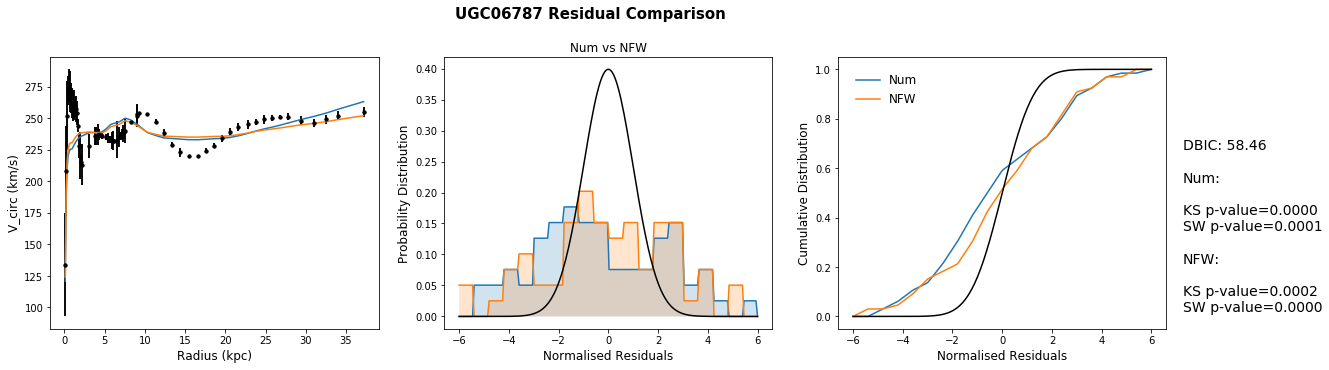 UGC06787 Residual Comparison
V_circ (km/s)
275
250
225
200
175
150
125
100
0
5
10
15
20
25
30
35
Radius (kpc)
Num vs NFW
Probability Distribution
0.40
0.35
0.30
0.25
0.20
0.15
0.10
0.05
0.00
−6
−4
−2
0
2
4
6
Normalised Residuals
Cumulative Distribution
1.0
0.8
0.6
0.4
0.2
0.0
Num
NFW
−6
−4
−2
0
2
4
6
Normalised Residuals
DBIC: 58.46
Num:
KS p-value=0.0000
SW p-value=0.0001
NFW:
KS p-value=0.0002
SW p-value=0.0000